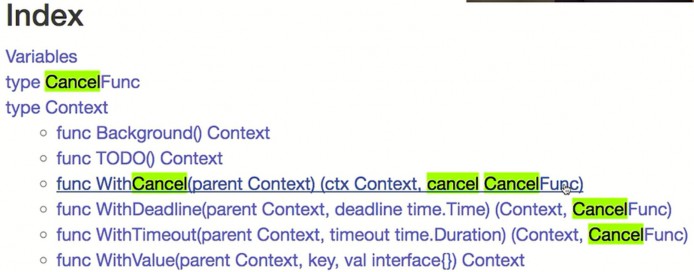 Index
Variables
type CancelFunc
type Context
func Background() Context
func TODO() Context
func WithCancel(parent Context) (ctx Context, cancel CancelFunc)
func WithDeadline(parent Context, deadline time.Time) (Context, CancelFunc)
func WithTimeout(parent Context, timeout time.Duration) (Context, CancelFunc)
func WithValue(parent Context, key, val interface{}) Context